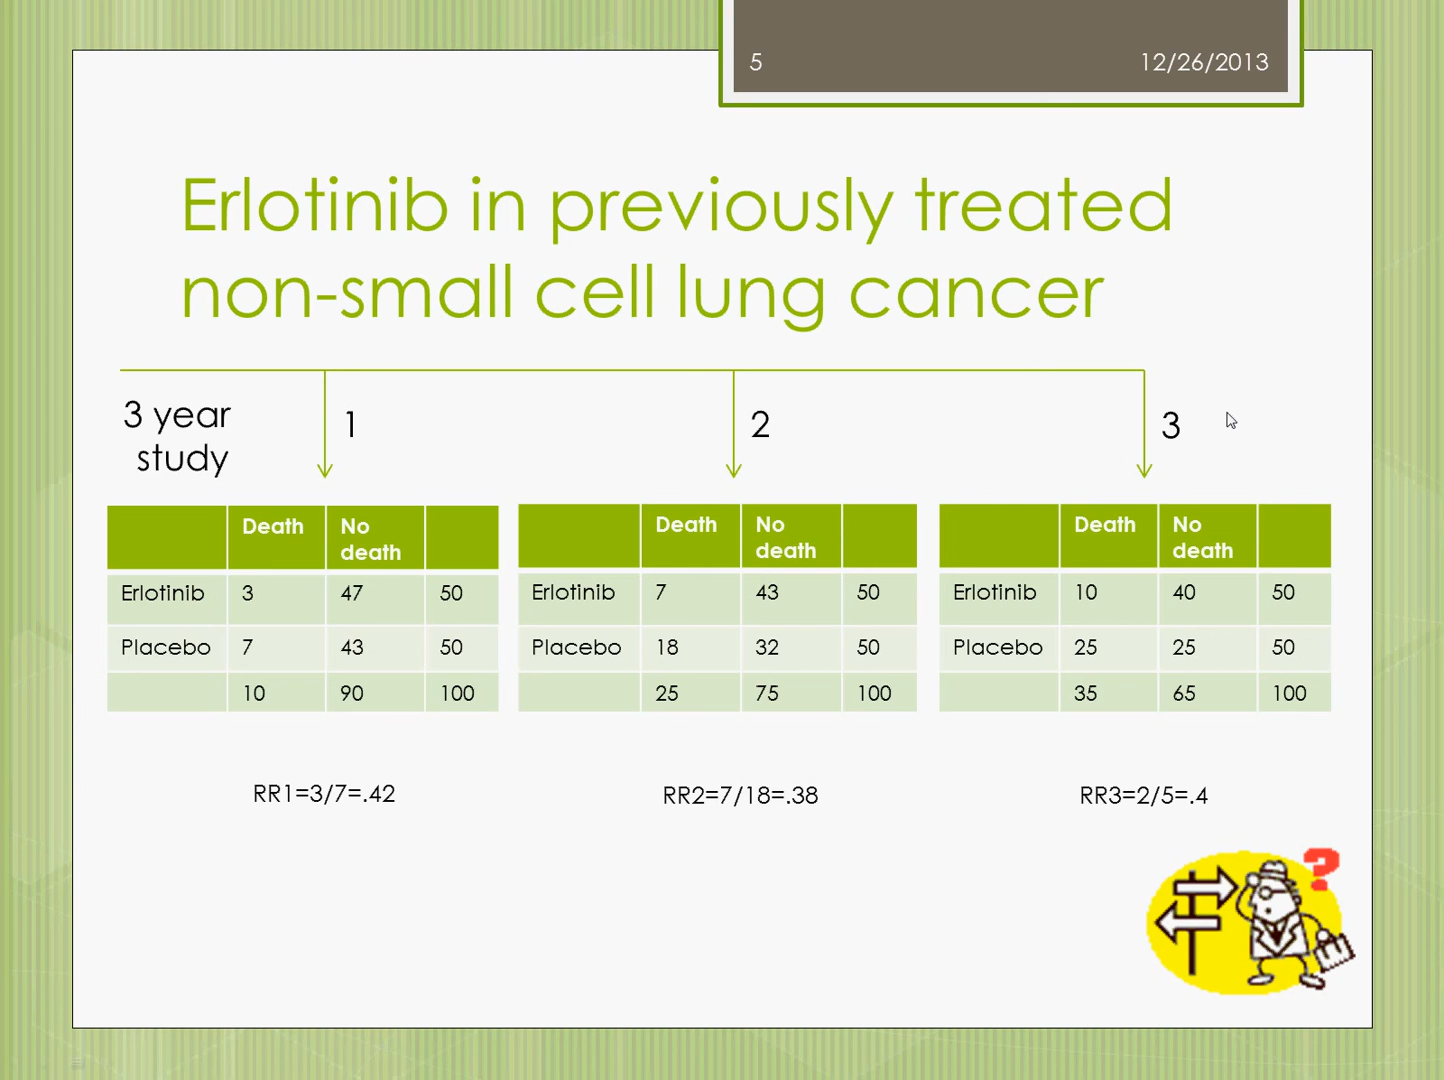 5
12/26/2013
Erlotinib in previously treated
non-small cell lung cancer
3 year
study
1
2
3
Death No death
Erlotinib 3 47 50
Placebo 7 43 50
10 90 100
Death No death
Erlotinib 7 43 50
Placebo 18 32 50
25 75 100
Death No death
Erlotinib 10 40 50
Placebo 25 25 50
35 65 100
RR1=3/7=.42
RR2=7/18=.38
RR3=2/5=.4
?